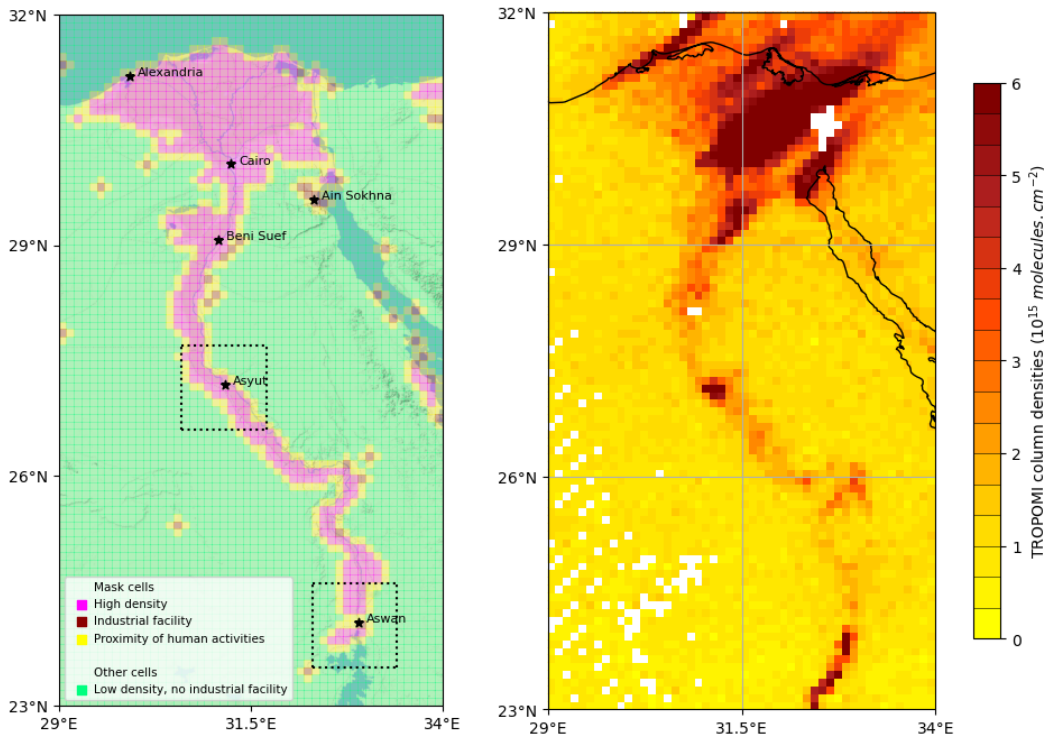 32°N
29°N
26°N
23°N
29°E
31.5°E
34°E
Alexandria
Cairo
Ain Sokhna
Beni Suef
Asyut
Aswan
Mask cells
High density
Industrial facility
Proximity of human activities
Other cells
Low density, no industrial facility
32°N
29°N
26°N
23°N
29°E
31.5°E
34°E
6
5
4
3
2
1
0
TROPOMI column densities (10¹⁵ molecules.cm⁻²)